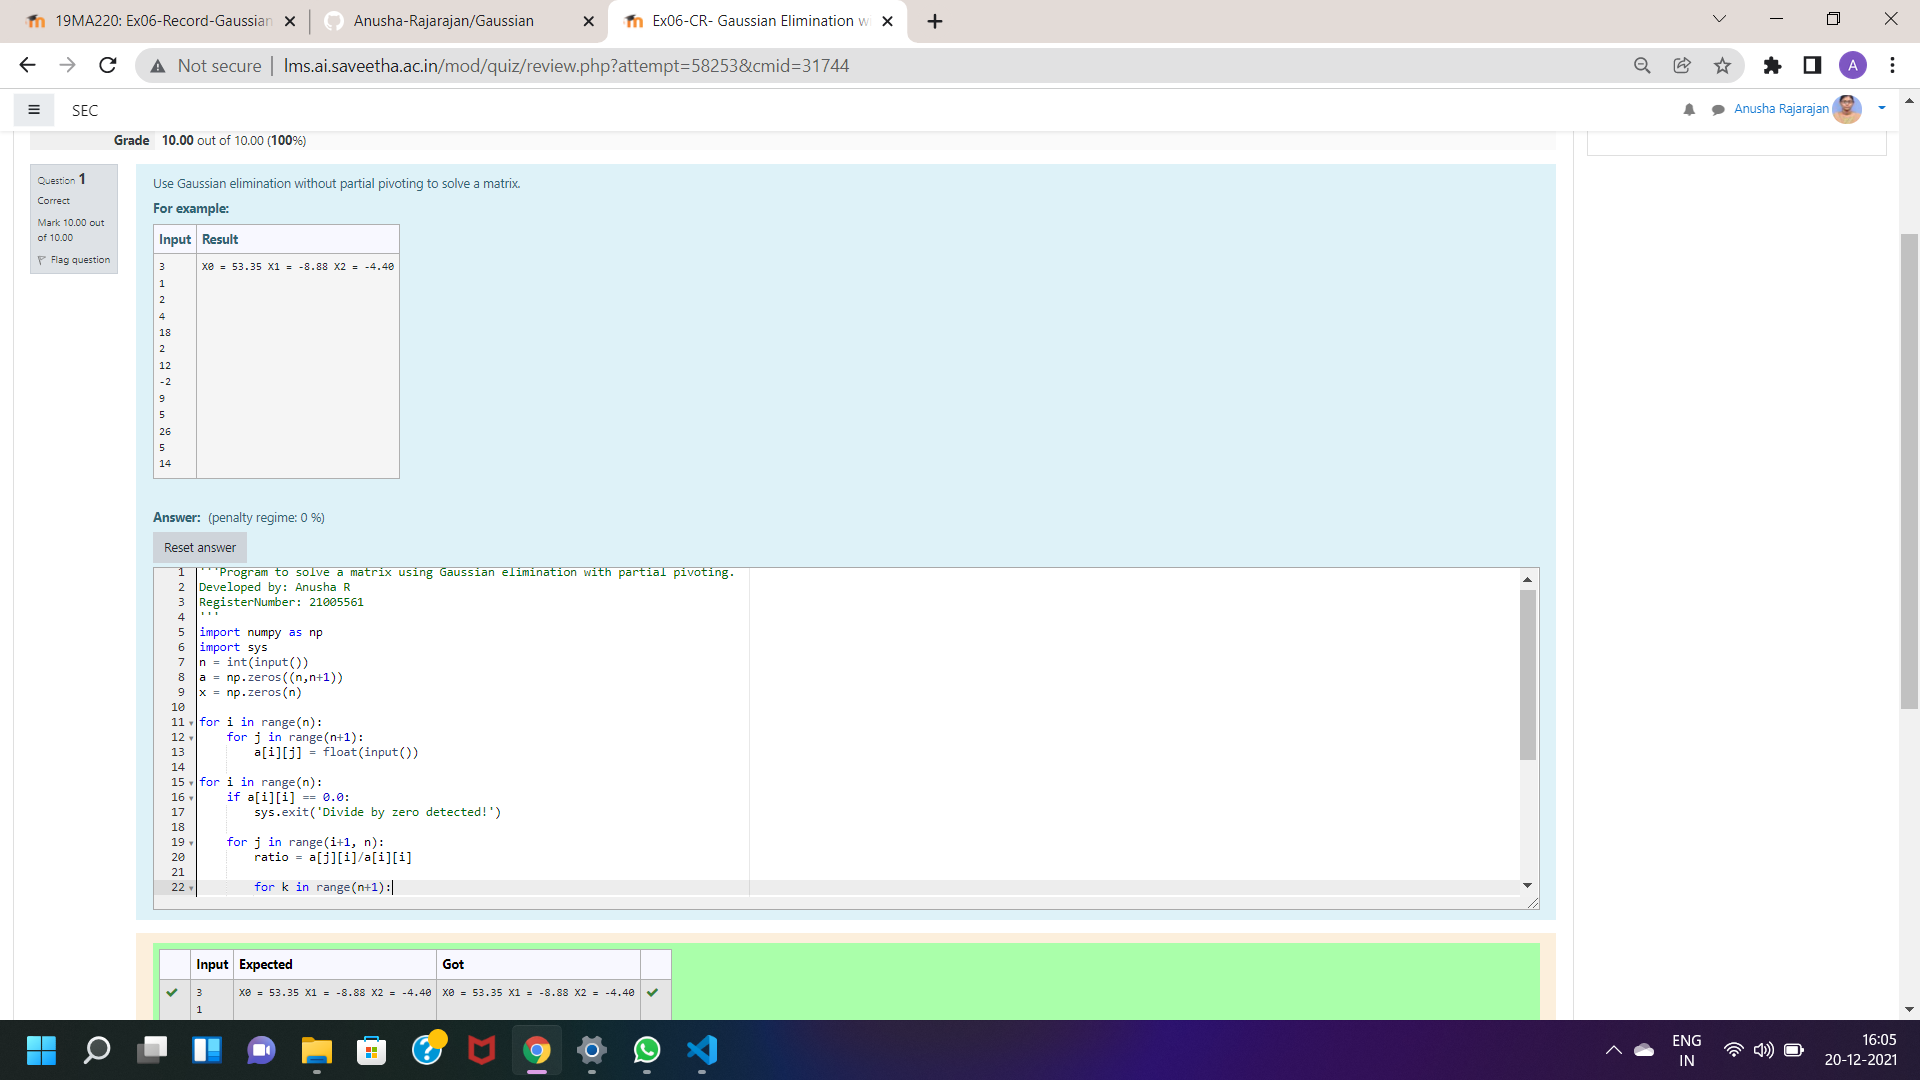 19MA220: Ex06-Record-Gaussian
Anusha-Rajarajan/Gaussian
Ex06-CR- Gaussian Elimination w
Not secure | lms.ai.saveetha.ac.in/mod/quiz/review.php?attempt=58253&cmid=31744
A
SEC
Anusha Rajarajan
Grade 10.00 out of 10.00 (100%)
Question 1
Correct
Mark 10.00 out
of 10.00
Flag question
Use Gaussian elimination without partial pivoting to solve a matrix.
For example:
Input Result
3 X0 = 53.35 X1 = -8.88 X2 = -4.40
1
2
4
18
2
12
-2
9
5
26
5
14
Answer: (penalty regime: 0 %)
Reset answer
1 '''Program to solve a matrix using Gaussian elimination with partial pivoting.
2 Developed by: Anusha R
3 RegisterNumber: 21005561
4 '''
5 import numpy as np
6 import sys
7 n = int(input())
8 a = np.zeros((n,n+1))
9 x = np.zeros(n)
10
11 for i in range(n):
12 for j in range(n+1):
13 a[i][j] = float(input())
14
15 for i in range(n):
16 if a[i][i] == 0.0:
17 sys.exit('Divide by zero detected!')
18
19 for j in range(i+1, n):
20 ratio = a[j][i]/a[i][i]
21
22 for k in range(n+1):
Input Expected Got
3 X0 = 53.35 X1 = -8.88 X2 = -4.40 X0 = 53.35 X1 = -8.88 X2 = -4.40
1
ENG
IN
16:05
20-12-2021